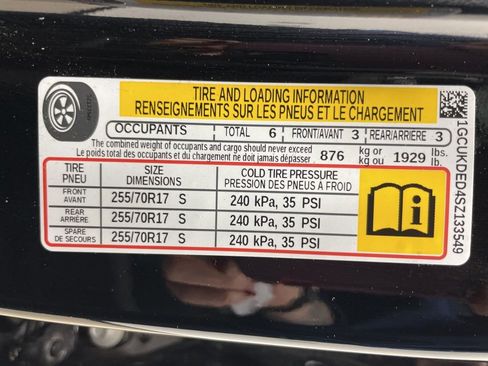 TIRE AND LOADING INFORMATION
RENSEIGNEMENTS SUR LES PNEUS ET LE CHARGEMENT
OCCUPANTS TOTAL 6 FRONT/AVANT 3 REAR/ARRIÈRE 3
The combined weight of occupants and cargo should never exceed
Le poids total des occupants et du chargement ne doit jamais dépasser 876 kg or kg ou 1929 lbs. lb.
TIRE PNEU SIZE DIMENSIONS COLD TIRE PRESSURE PRESSION DES PNEUS A FROID
FRONT AVANT 255/70R17 S 240 kPa, 35 PSI
REAR ARRIÈRE 255/70R17 S 240 kPa, 35 PSI
SPARE DE SECOURS 255/70R17 S 240 kPa, 35 PSI